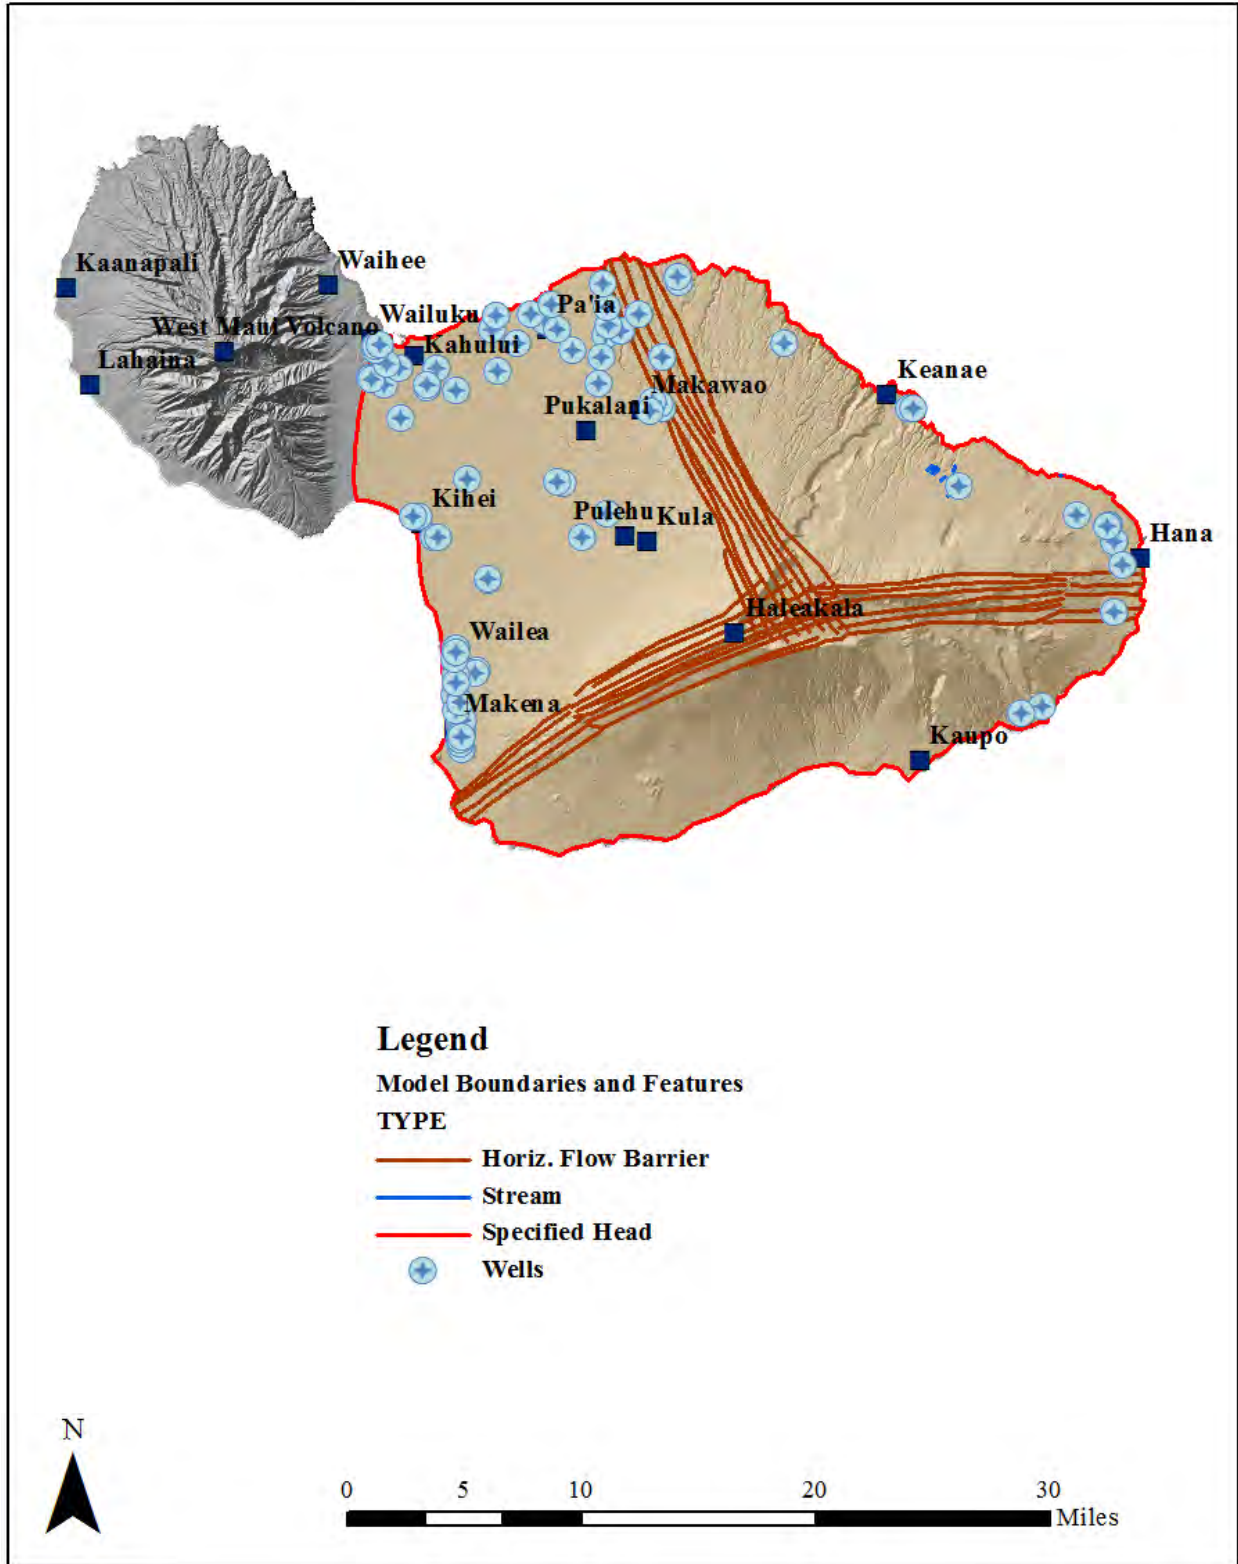 Waihee
Kaanapali
Pa'ia
Wailuku
West Maui Volcano
Kahului
Lahaina
Keanae
Makawao
Pukalani
Kihei
Pulehu
Kula
Hana
Haleakala
Wailea
Makena
Kaupo
Legend
Model Boundaries and Features
TYPE
Horiz. Flow Barrier
Stream
Specified Head
Wells
N
0 5 10 20 30
Miles